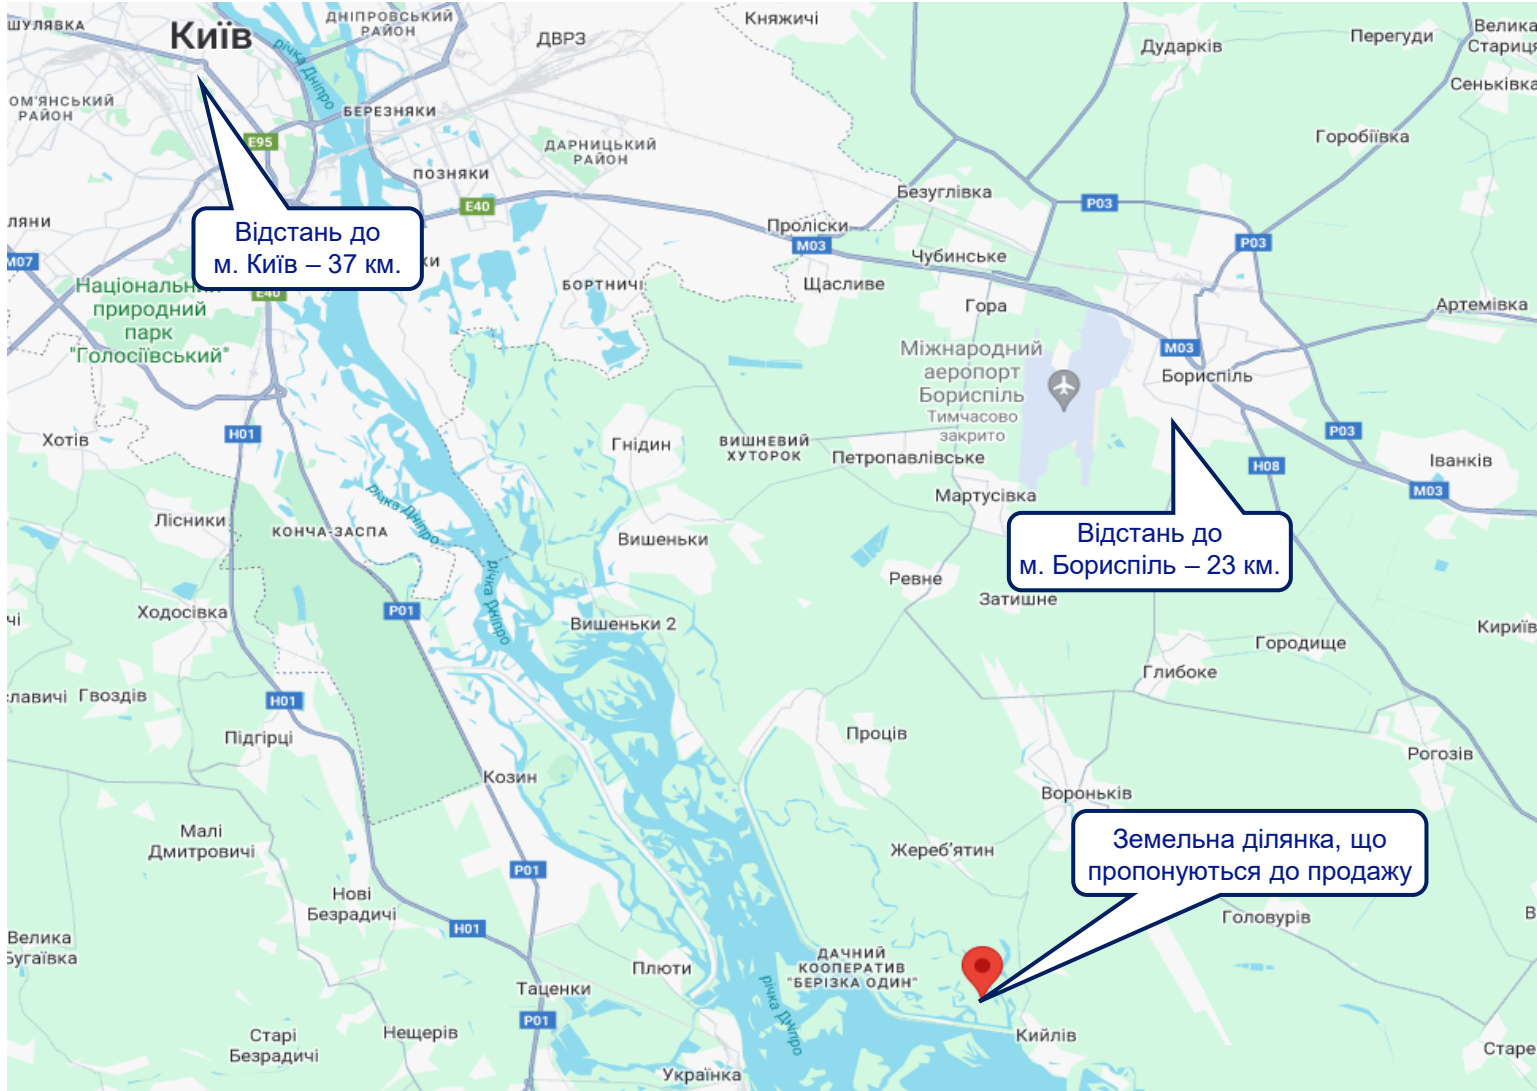 ШУЛЯВКА
Київ
ДНІПРОВСЬКИЙ
РАЙОН
ДВРЗ
Княжичі
Дударків
Перегуди
Велика
Стариця
Сеньківка
річка Дніпро
ОМ'ЯНСЬКИЙ
РАЙОН
БЕРЕЗНЯКИ
E95
ДАРНИЦЬКИЙ
РАЙОН
Горобіївка
ПОЗНЯКИ
Безуглівка
E40
P03
ЛЯНИ
Проліски
M03
P03
Відстань до
м. Київ – 37 км.
M07
КИ
Чубинське
Національний
природний
парк
"Голосіївський"
E40
БОРТНИЧІ
Щасливе
Гора
Артемівка
Міжнародний
аеропорт
Бориспіль
Тимчасово
закрито
M03
Бориспіль
Хотів
H01
Гнідин
ВИШНЕВИЙ
ХУТОРОК
Петропавлівське
P03
H08
Іванків
M03
Мартусівка
річка Дніпро
Лісники
КОНЧА-ЗАСПА
Вишеньки
Відстань до
м. Бориспіль – 23 км.
річка Дніпро
Ревне
Затишне
Ходосівка
P01
чі
Вишеньки 2
Городище
Кириїв
Глибоке
славичі
Гвоздів
H01
Підгірці
Проців
Рогозів
Козин
Вороньків
Малі
Дмитровичі
Жереб'ятин
Земельна ділянка, що
пропонуються до продажу
P01
Нові
Безрадичі
H01
Головурів
В
Велика
Бугаївка
Плюти
ДАЧНИЙ
КООПЕРАТИВ
"БЕРІЗКА ОДИН"
Таценки
річка Дніпро
P01
Старі
Безрадичі
Нещерів
Кийлів
Старе
Українка